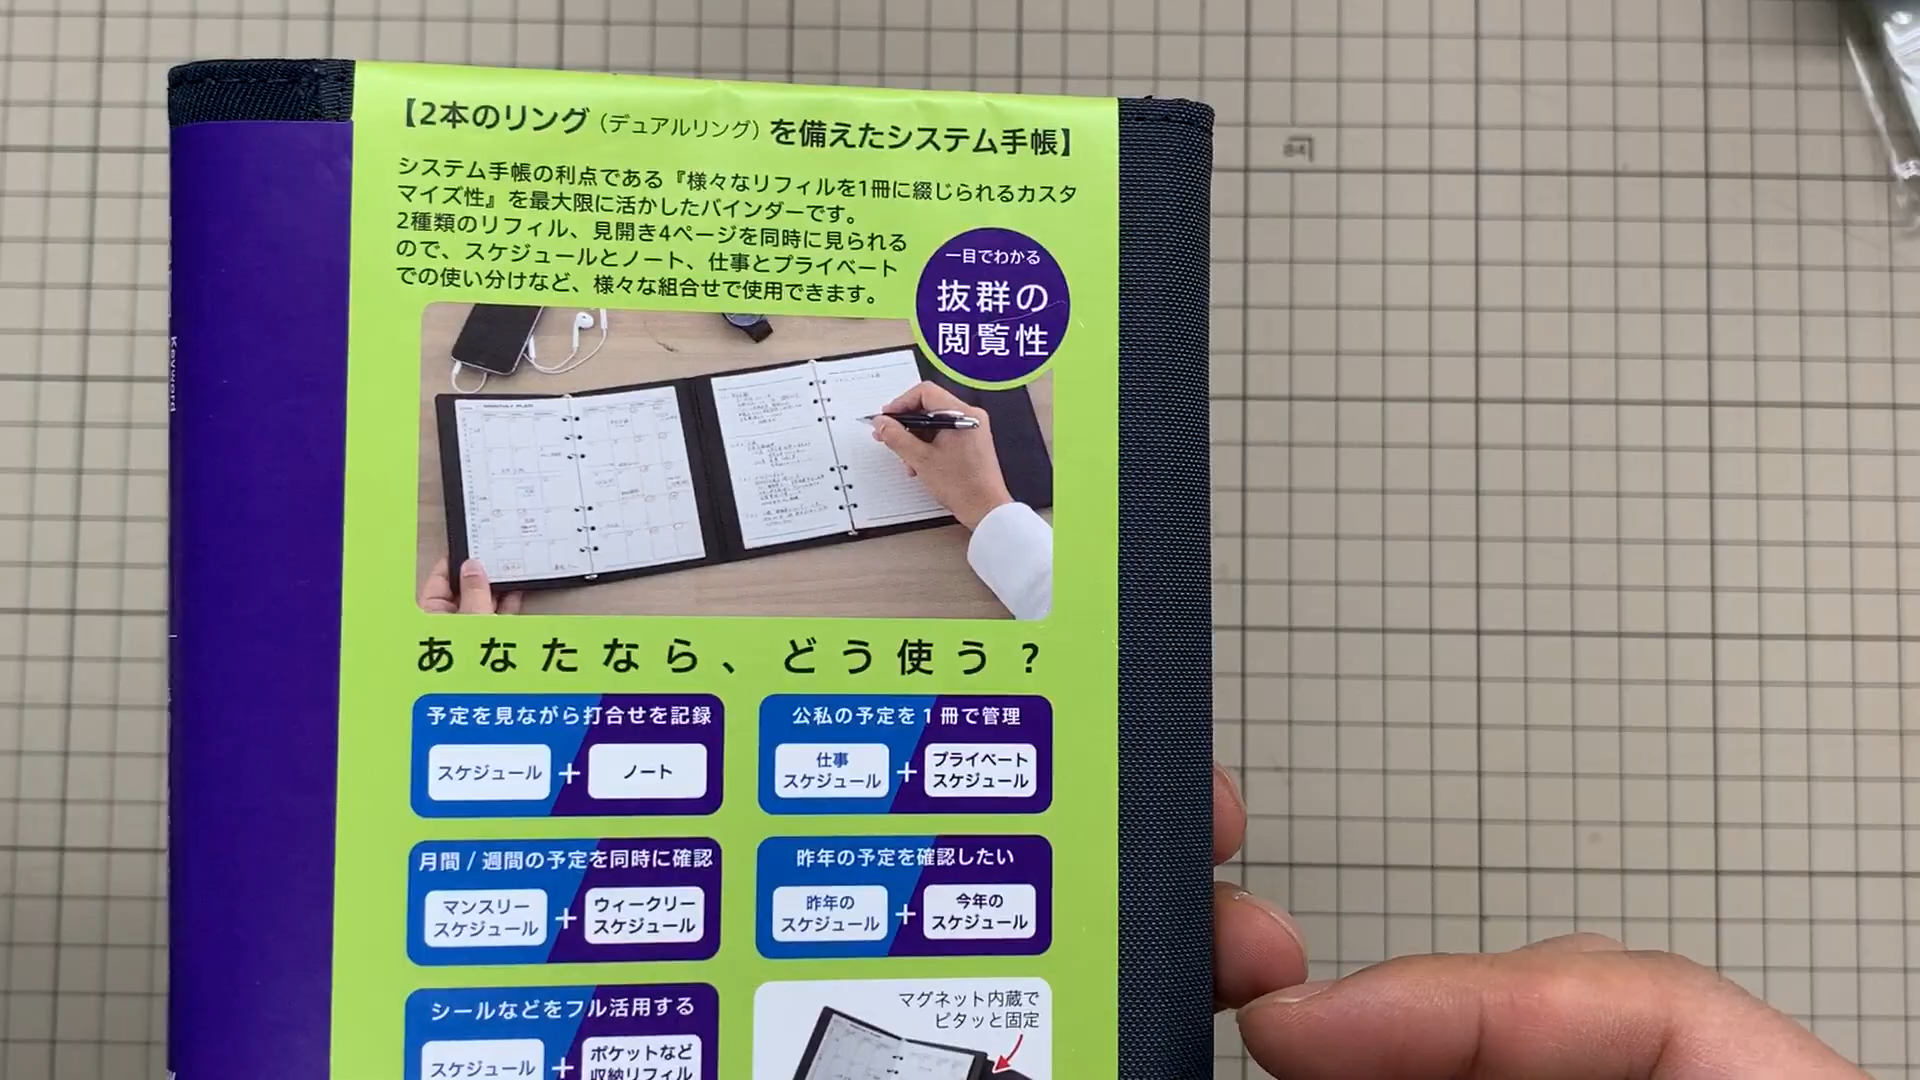 【2本のリング（デュアルリング）を備えたシステム手帳】
システム手帳の利点である『様々なリフィルを1冊に綴じられるカスタ
マイズ性』を最大限に活かしたバインダーです。
2種類のリフィル、見開き4ページを同時に見られる
ので、スケジュールとノート、仕事とプライベート
での使い分けなど、様々な組合せで使用できます。
一目でわかる
抜群の
閲覧性
MONTHLY PLAN
あなたなら、どう使う？
予定を見ながら打合せを記録
スケジュール + ノート
公私の予定を1冊で管理
仕事
スケジュール
+
プライベート
スケジュール
月間 / 週間の予定を同時に確認
マンスリー
スケジュール
+
ウィークリー
スケジュール
昨年の予定を確認したい
昨年の
スケジュール
+
今年の
スケジュール
シールなどをフル活用する
スケジュール
+
ポケットなど
収納リフィル
マグネット内蔵で
ピタッと固定
Keyword